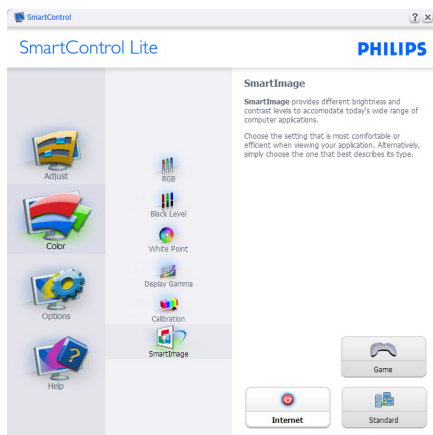 SmartControl
? x
SmartControl Lite
PHILIPS
Adjust
Color
Options
Help
RGB
Black Level
White Point
Display Gamma
Calibration
SmartImage
SmartImage
SmartImage provides different brightness and
contrast levels to accomodate today's wide range of
computer applications.
Choose the setting that is most comfortable or
efficient when viewing your application. Alternatively,
simply choose the one that best describes its type.
Game
Internet
Standard